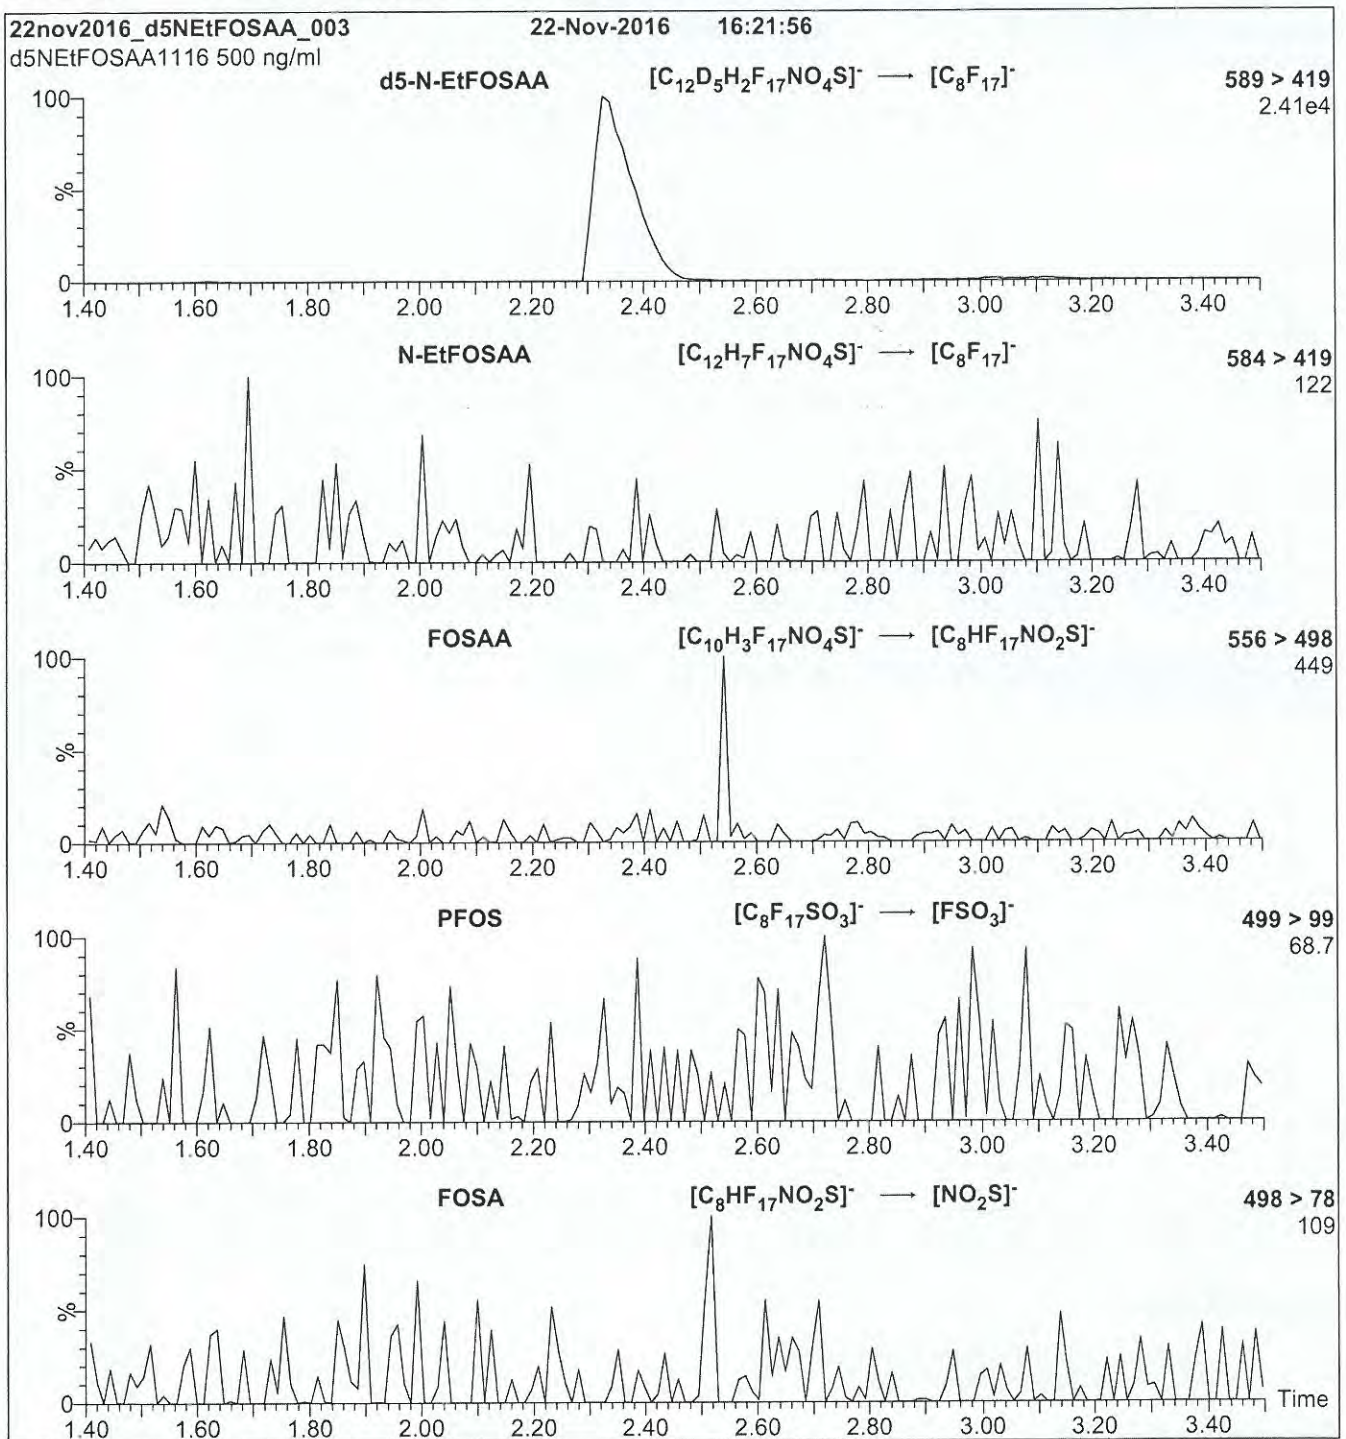 22nov2016_d5NEtFOSAA_003 22-Nov-2016 16:21:56
d5NEtFOSAA1116 500 ng/ml
d5-N-EtFOSAA [C₁₂D₅H₂F₁₇NO₄S]⁻ → [C₈F₁₇]⁻ 589 > 419
2.41e4
100
%
0
1.40 1.60 1.80 2.00 2.20 2.40 2.60 2.80 3.00 3.20 3.40
N-EtFOSAA [C₁₂H₇F₁₇NO₄S]⁻ → [C₈F₁₇]⁻ 584 > 419
122
100
%
0
1.40 1.60 1.80 2.00 2.20 2.40 2.60 2.80 3.00 3.20 3.40
FOSAA [C₁₀H₃F₁₇NO₄S]⁻ → [C₈HF₁₇NO₂S]⁻ 556 > 498
449
100
%
0
1.40 1.60 1.80 2.00 2.20 2.40 2.60 2.80 3.00 3.20 3.40
PFOS [C₈F₁₇SO₃]⁻ → [FSO₃]⁻ 499 > 99
68.7
100
%
0
1.40 1.60 1.80 2.00 2.20 2.40 2.60 2.80 3.00 3.20 3.40
FOSA [C₈HF₁₇NO₂S]⁻ → [NO₂S]⁻ 498 > 78
109
100
%
0
Time
1.40 1.60 1.80 2.00 2.20 2.40 2.60 2.80 3.00 3.20 3.40